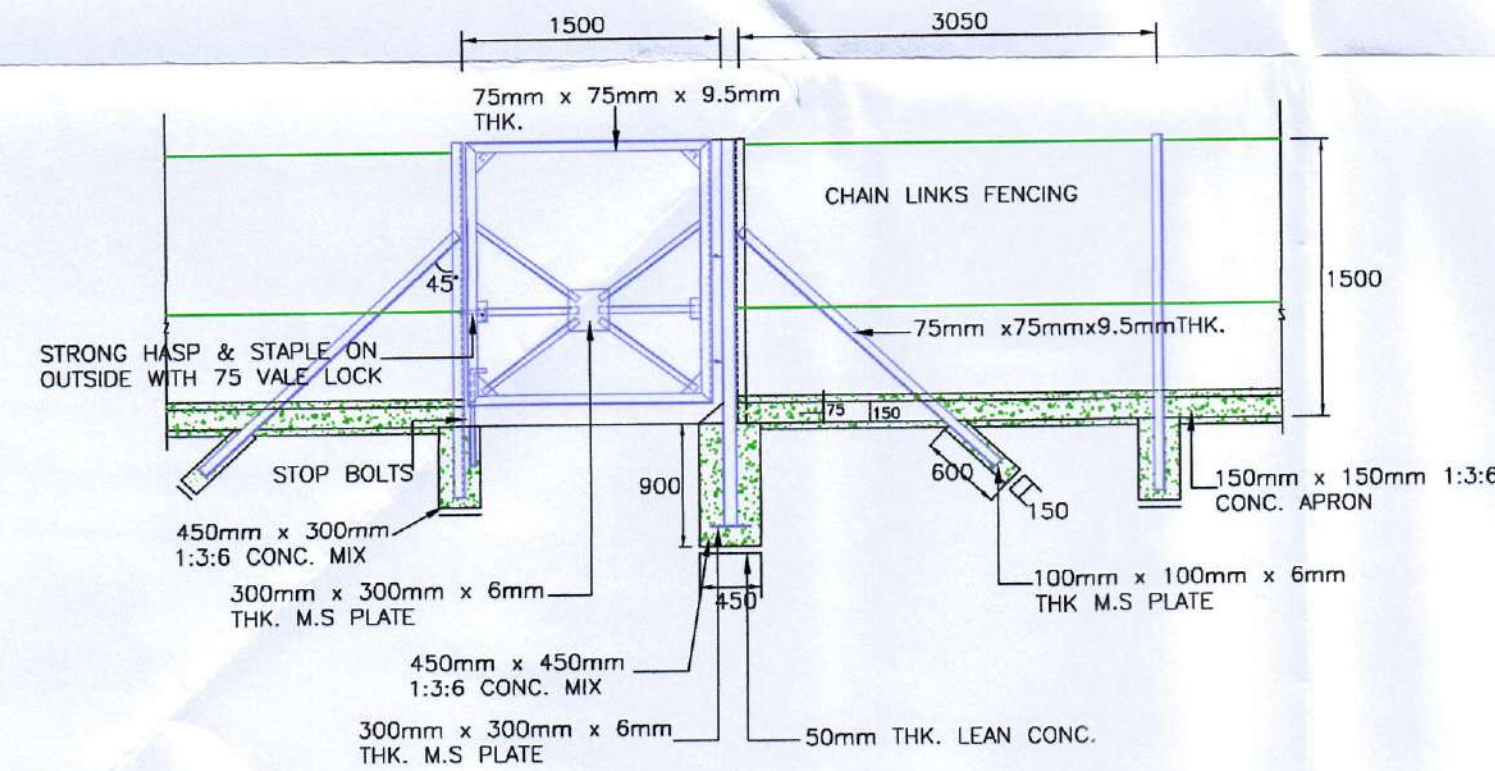 1500
3050
75mm x 75mm x 9.5mm
THK.
CHAIN LINKS FENCING
45°
1500
75mm x75mmx9.5mmTHK.
STRONG HASP & STAPLE ON
OUTSIDE WITH 75 VALE LOCK
75
150
STOP BOLTS
900
600
150
150mm x 150mm 1:3:6
CONC. APRON
450mm x 300mm
1:3:6 CONC. MIX
300mm x 300mm x 6mm
THK. M.S PLATE
450
100mm x 100mm x 6mm
THK M.S PLATE
450mm x 450mm
1:3:6 CONC. MIX
300mm x 300mm x 6mm
THK. M.S PLATE
50mm THK. LEAN CONC.